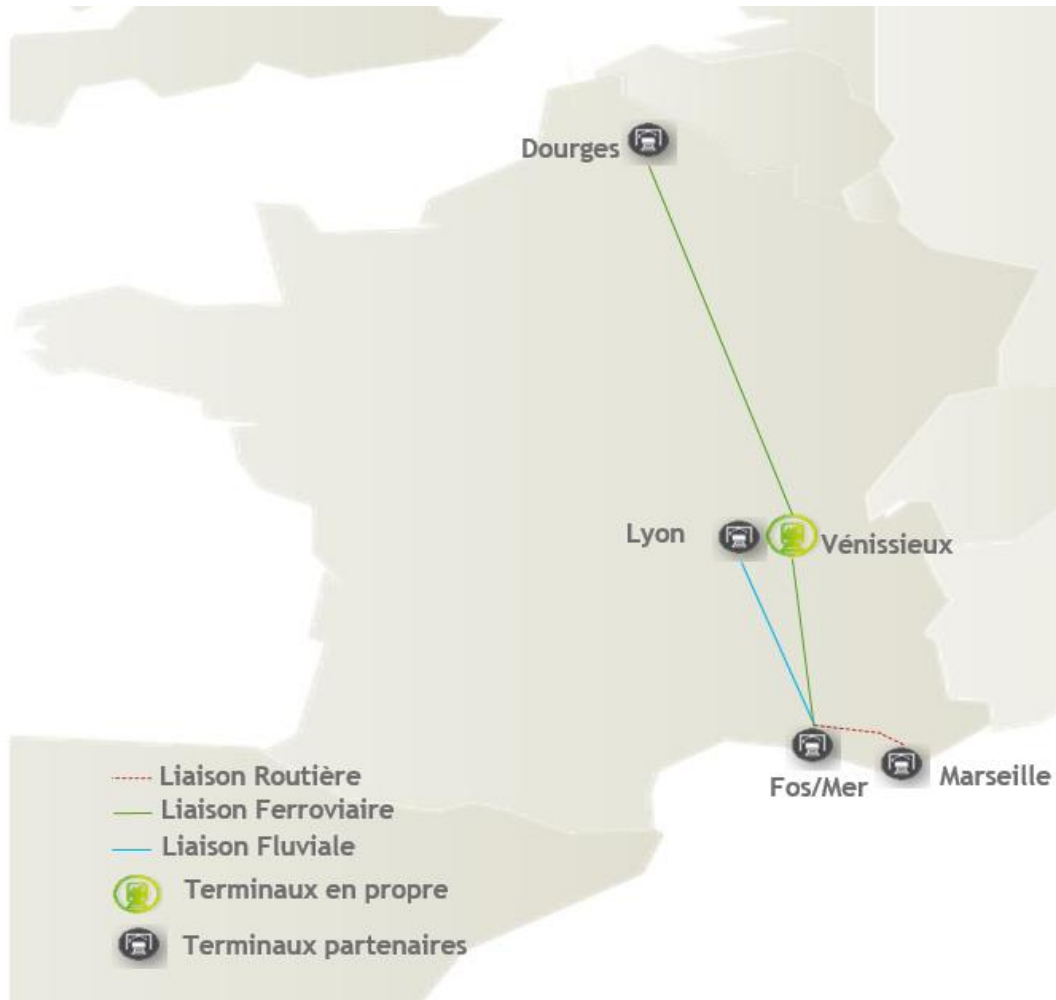 Dourges
Lyon
Vénissieux
Fos/Mer
Marseille
Liaison Routière
Liaison Ferroviaire
Liaison Fluviale
Terminaux en propre
Terminaux partenaires